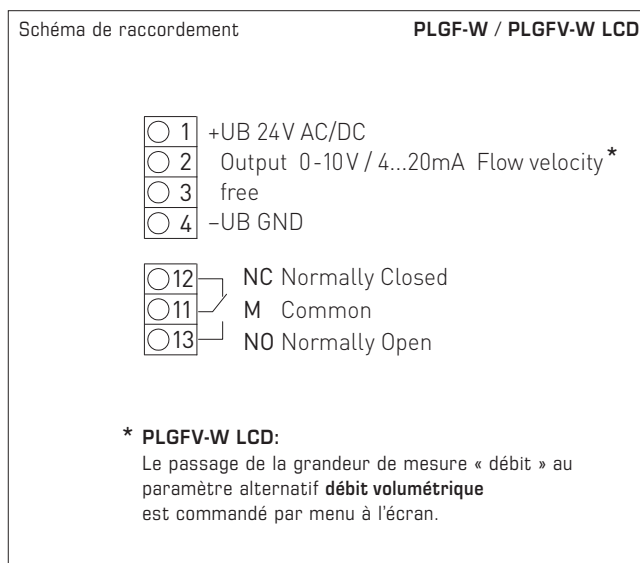 Schéma de raccordement PLGF-W / PLGFV-W LCD
1 +UB 24V AC/DC
2 Output 0-10V / 4...20mA Flow velocity*
3 free
4 –UB GND
12 NC Normally Closed
11 M Common
13 NO Normally Open
* PLGFV-W LCD:
Le passage de la grandeur de mesure « débit » au
paramètre alternatif débit volumétrique
est commandé par menu à l'écran.